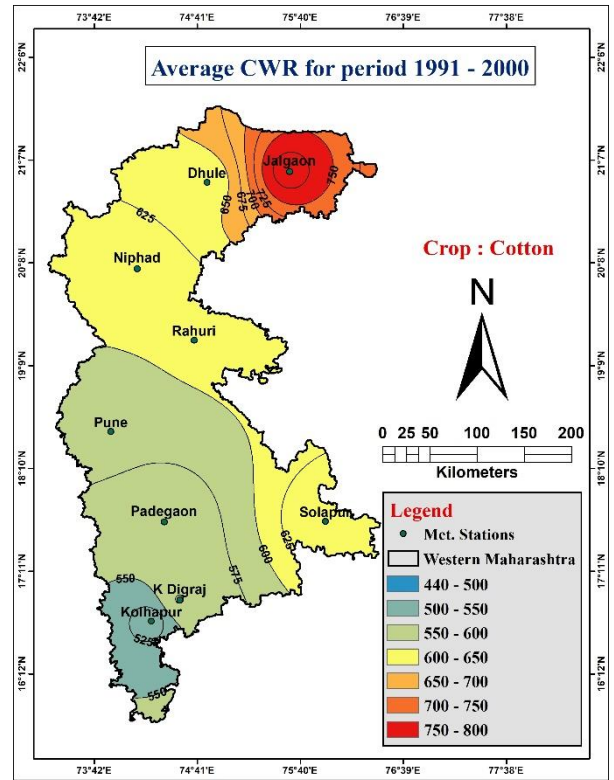 73°42'E 74°41'E 75°40'E 76°39'E 77°38'E
22°6'N
21°7'N
20°8'N
19°9'N
18°10'N
17°11'N
16°12'N
Average CWR for period 1991 - 2000
Jalgaon
Dhule
750
725
700
675
650
625
Niphad
Crop : Cotton
N
Rahuri
Pune
0 25 50 100 150 200
Kilometers
Padegaon
Solapur
625
600
575
550
K Digraj
Kolhapur
525
550
Legend
Met. Stations
Western Maharashtra
440 - 500
500 - 550
550 - 600
600 - 650
650 - 700
700 - 750
750 - 800
22°6'N
21°7'N
20°8'N
19°9'N
18°10'N
17°11'N
16°12'N
73°42'E 74°41'E 75°40'E 76°39'E 77°38'E